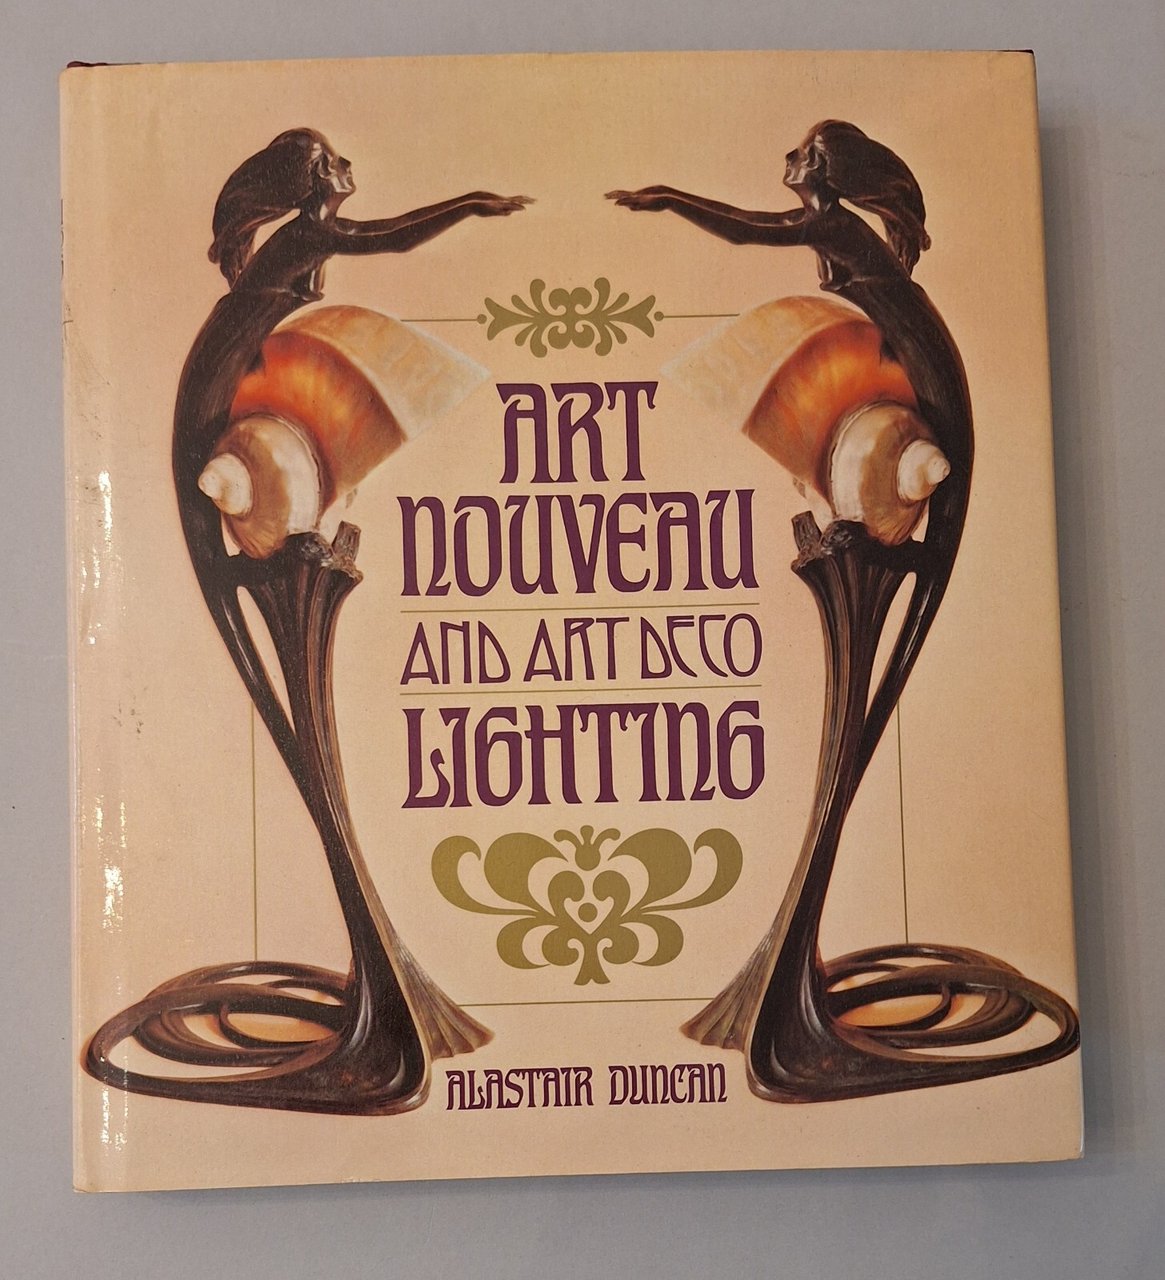 ART
NOUVEAU
AND ART DECO
LIGHTING
ALASTAIR DUNCAN